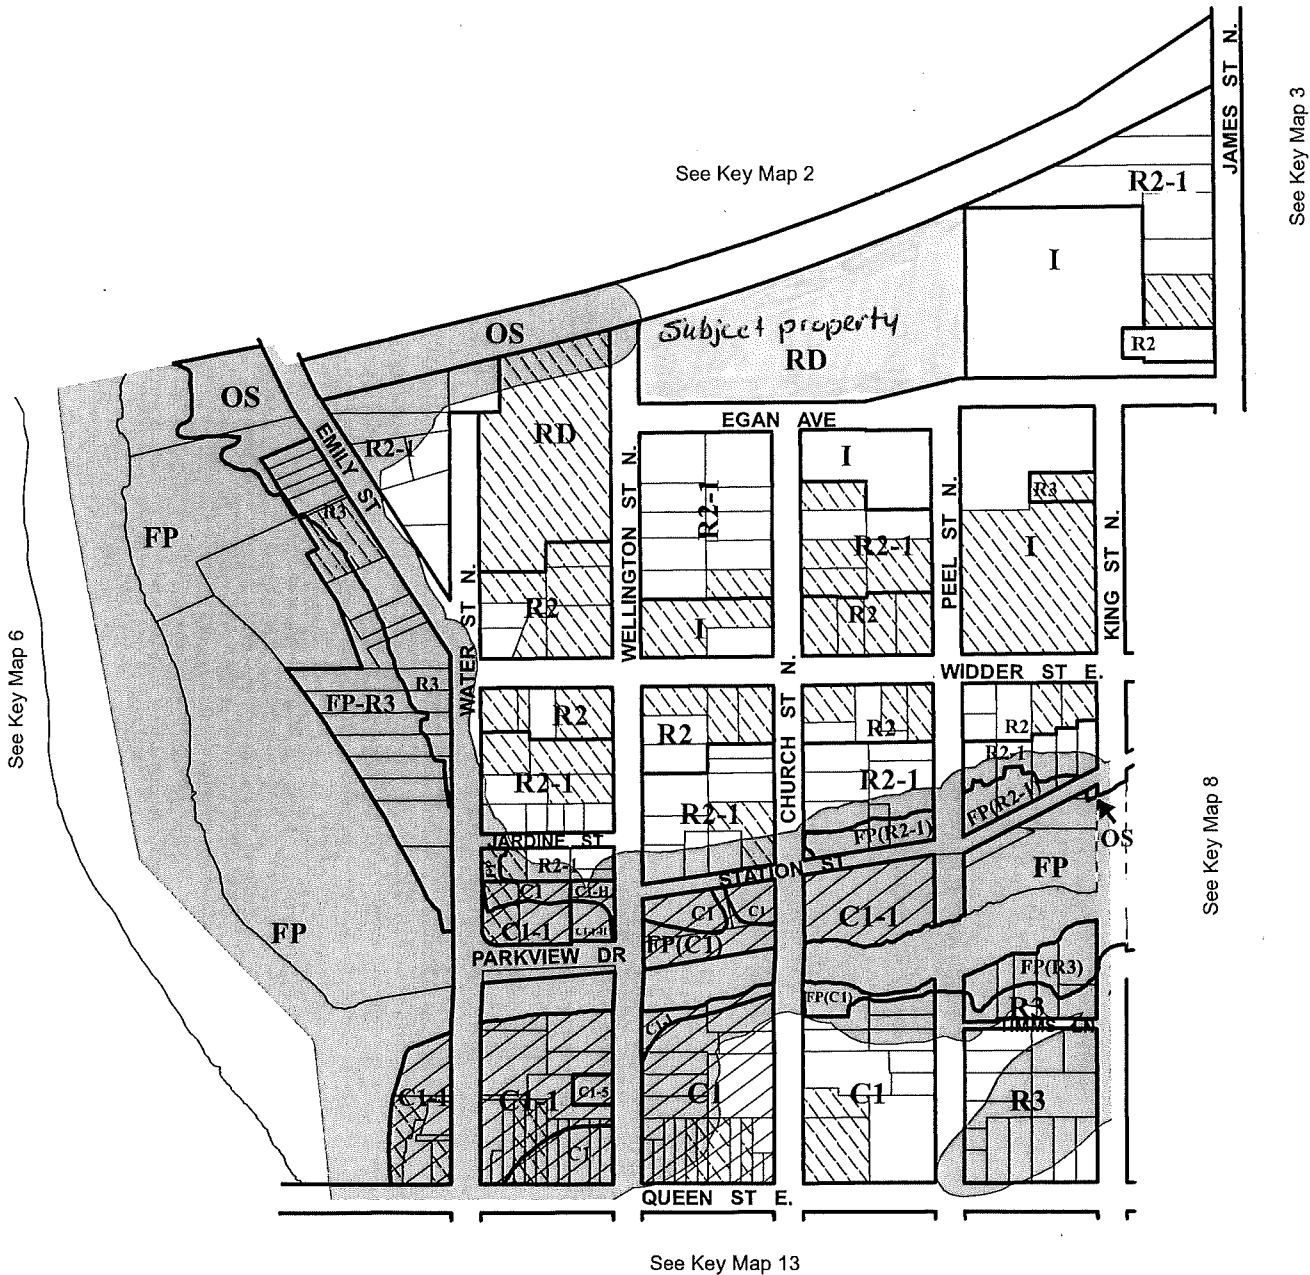 JAMES ST N.
See Key Map 3
See Key Map 2
R2-1
I
OS
Subject property
RD
R2
OS
EGAN AVE
EMILY ST
R2-1
RD
I
R3
R2-1
R3
FP
R2-1
I
WATER ST N.
WELLINGTON ST N.
PEEL ST N.
KING ST N.
R2
I
R2
See Key Map 6
CHURCH ST N.
WIDDER ST E.
R3
FP-R3
R2
R2
R2
R2
R2-1
R2-1
R2-1
R2-1
FP(R2-1)
FP(R2-1)
OS
See Key Map 8
JARDINE ST
R2-1
STATION ST
FP
C1
C1-H
C1
C1
C1-1
C1-1
FP
FP(C1)
PARKVIEW DR
FP(R3)
FP(C1)
R3
C1-1
TIMMS LN
C1-1
C1-1
C1-5
C1
C1
R3
C1
QUEEN ST E.
See Key Map 13